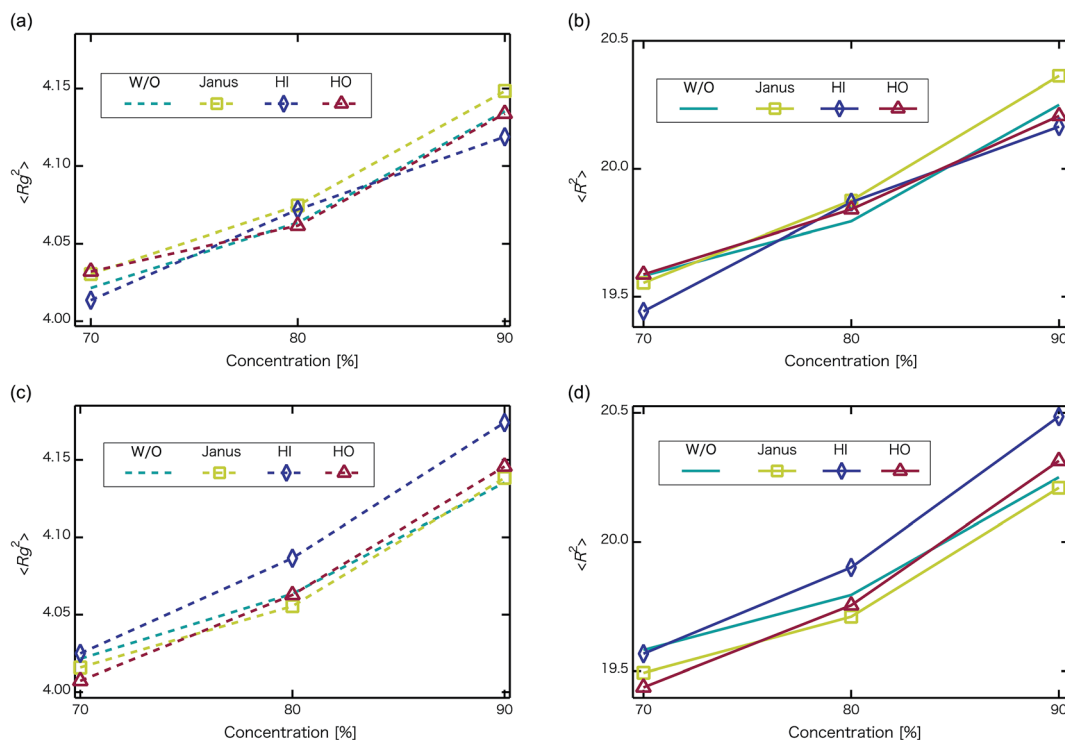 (a)
4.15
4.10
4.05
4.00
<Rg²>
W/O Janus HI HO
70 80 90
Concentration [%]
(b)
20.5
20.0
19.5
<R²>
W/O Janus HI HO
70 80 90
Concentration [%]
(c)
4.15
4.10
4.05
4.00
<Rg²>
W/O Janus HI HO
70 80 90
Concentration [%]
(d)
20.5
20.0
19.5
<R²>
W/O Janus HI HO
70 80 90
Concentration [%]